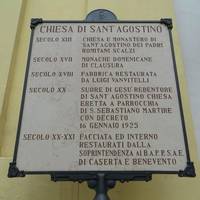 CHIESA DI SANT'AGOSTINO
SECOLO XIII CHIESA E MONASTERO DI
SANT'AGOSTINO DEI PADRI
ROMITANI SCALZI
SECOLO XVII MONACHE DOMENICANE
DI CLAUSURA
SECOLO XVIII FABBRICA RESTAURATA
DA LUIGI VANVITELLI
SECOLO XX SUORE DI GESU' REDENTORE
DI SANT'AGOSTINO CHIESA
ERETTA A PARROCCHIA
DI S. SEBASTIANO MARTIRE
CON DECRETO
16 GENNAIO 1925
SECOLO XX-XXI FACCIATA ED INTERNO
RESTAURATI DALLA
SOPRINTENDENZA AI B.A.P.P.S.A.E.
DI CASERTA E BENEVENTO